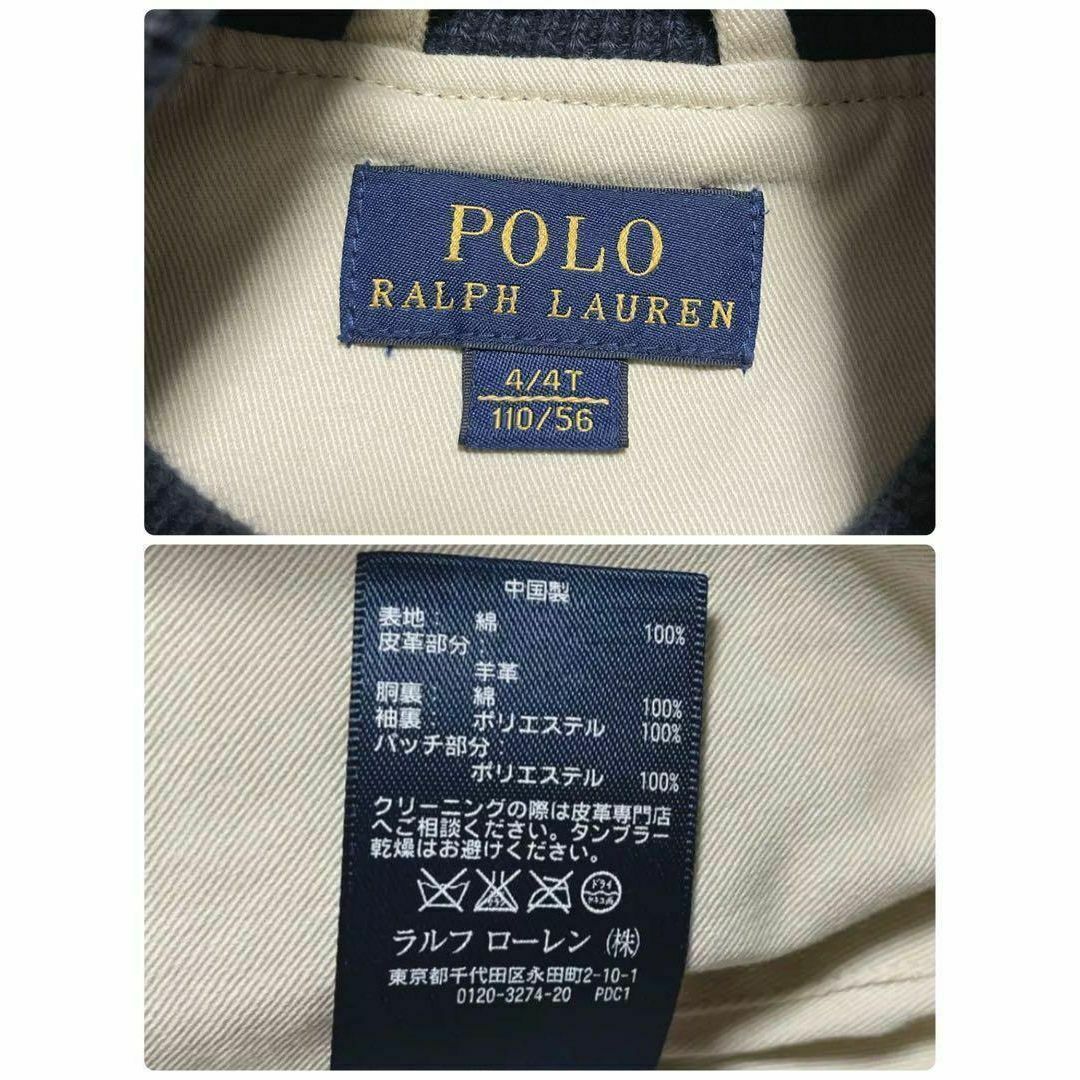 POLO
RALPH LAUREN
4/4T
110/56
中国製
表地： 綿 100%
皮革部分：
羊革
胴裏： 綿 100%
袖裏： ポリエステル 100%
パッチ部分：
ポリエステル 100%
クリーニングの際は皮革専門店
へご相談ください。タンブラー
乾燥はお避けください。
ドライ
ラルフ ローレン（株）
東京都千代田区永田町2-10-1
0120-3274-20 PDC1